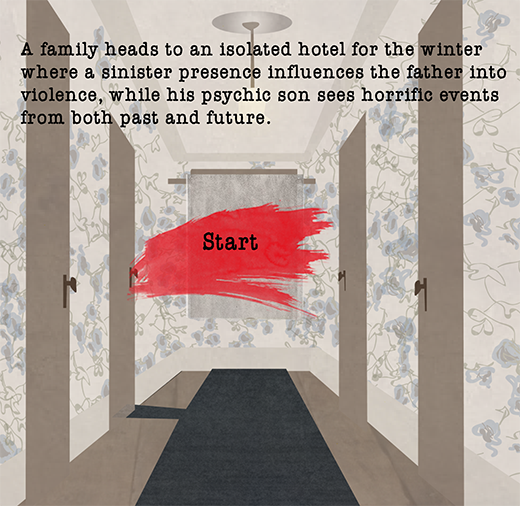 A family heads to an isolated hotel for the winter
where a sinister presence influences the father into
violence, while his psychic son sees horrific events
from both past and future.
Start